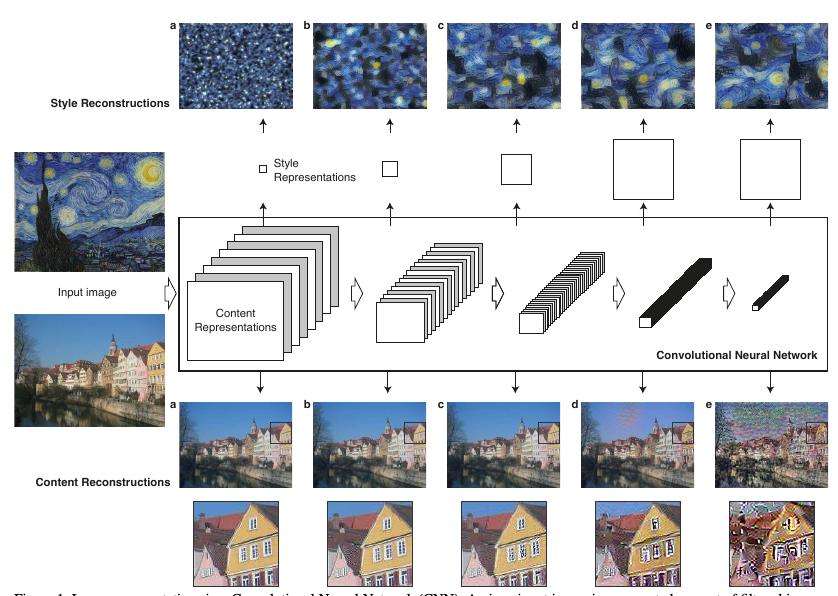 a b c d e
Style Reconstructions
Style
Representations
Input image
Content
Representations
Convolutional Neural Network
a b c d e
Content Reconstructions